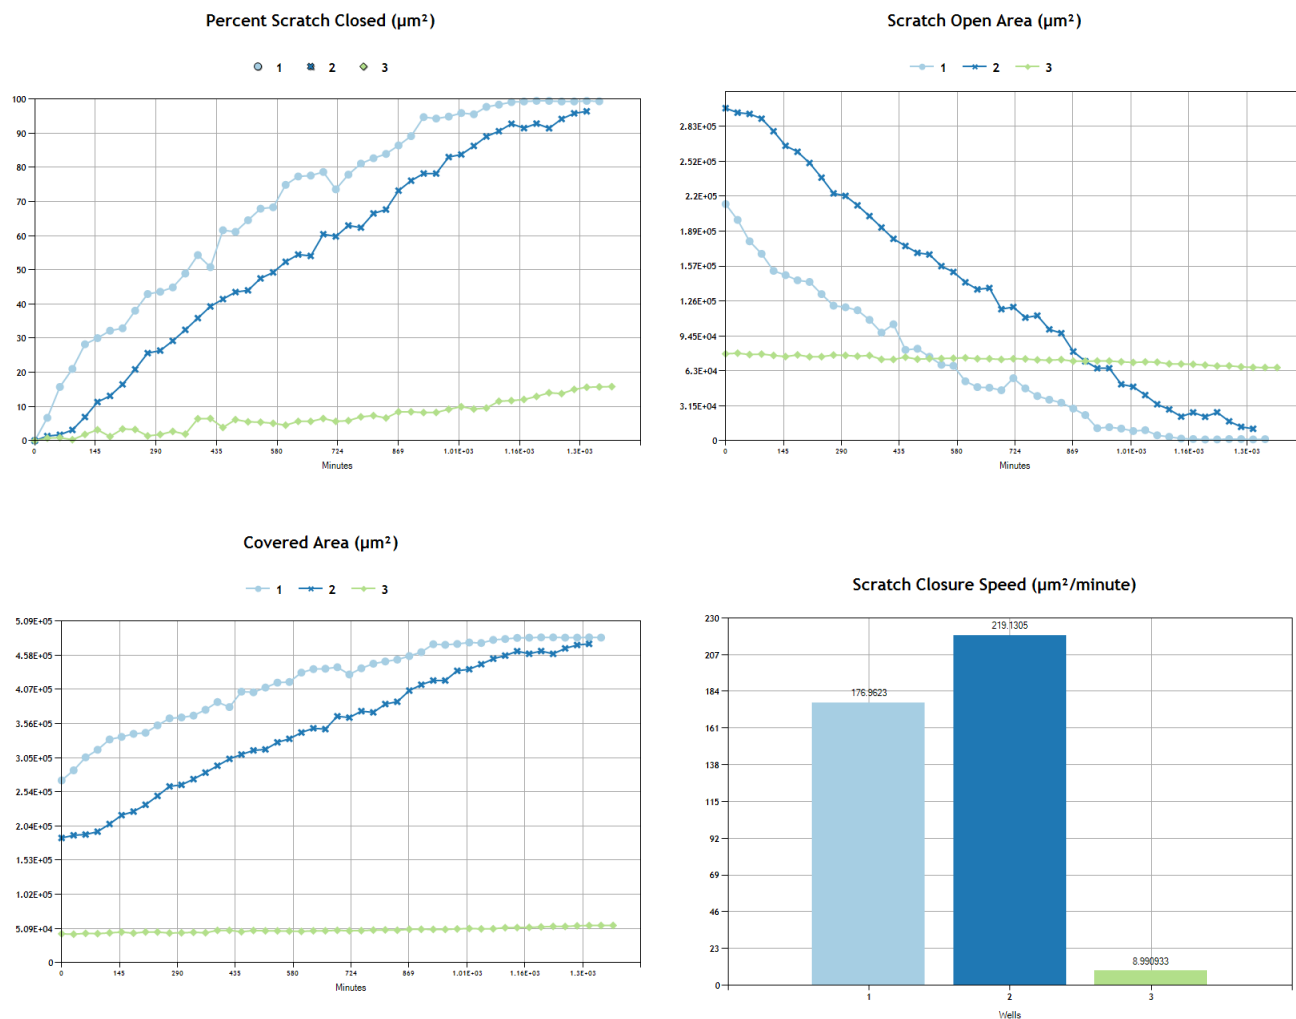 Percent Scratch Closed (µm²)
1 2 3
100
90
80
70
60
50
40
30
20
10
0
0 145 290 435 580 724 869 1.01E+03 1.16E+03 1.3E+03
Minutes
Scratch Open Area (µm²)
1 2 3
2.83E+05
2.52E+05
2.2E+05
1.89E+05
1.57E+05
1.26E+05
9.45E+04
6.3E+04
3.15E+04
0
0 145 290 435 580 724 869 1.01E+03 1.16E+03 1.3E+03
Minutes
Covered Area (µm²)
1 2 3
5.09E+05
4.58E+05
4.07E+05
3.56E+05
3.05E+05
2.54E+05
2.04E+05
1.53E+05
1.02E+05
5.09E+04
0
0 145 290 435 580 724 869 1.01E+03 1.16E+03 1.3E+03
Minutes
Scratch Closure Speed (µm²/minute)
230
207
184
161
138
115
92
69
46
23
0
176.9623
219.1305
8.990933
1 2 3
Wells